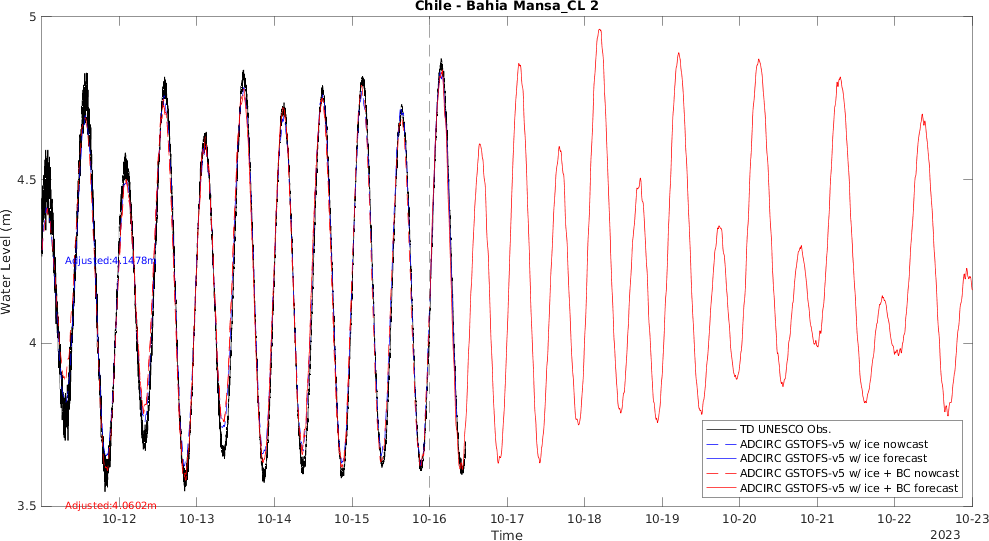 Chile - Bahia Mansa_CL 2
5
4.5
4
3.5
Water Level (m)
Adjusted:4.1478m
Adjusted:4.0602m
TD UNESCO Obs.
ADCIRC GSTOFS-v5 w/ ice nowcast
ADCIRC GSTOFS-v5 w/ ice forecast
ADCIRC GSTOFS-v5 w/ ice + BC nowcast
ADCIRC GSTOFS-v5 w/ ice + BC forecast
10-12 10-13 10-14 10-15 10-16 10-17 10-18 10-19 10-20 10-21 10-22 10-23
Time
2023